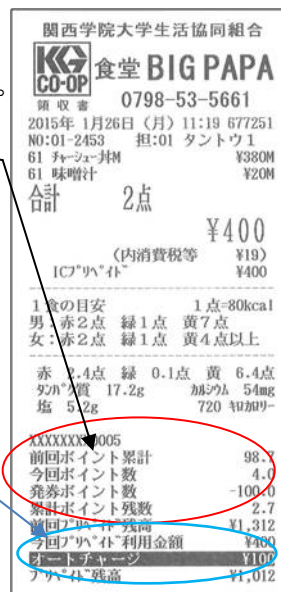 関西学院大学生活協同組合
KG CO-OP 食堂 BIG PAPA
領収書 0798-53-5661
2015年 1月26日 (月) 11:19 677251
NO:01-2453 担:01 タントウ1
61 チャーシュー丼M ¥380M
61 味噌汁 ¥20M
合計 2点
¥400
(内消費税等 ¥19)
ICプリペイド ¥400
1食の目安 1点=80kcal
男:赤2点 緑1点 黄7点
女:赤2点 緑1点 黄4点以上
赤 2.4点 緑 0.1点 黄 6.4点
タンパク質 17.2g カルシウム 54mg
塩 5.2g 720 キロカロリー
XXXXXXXX0005
前回ポイント累計 98.7
今回ポイント数 4.0
発券ポイント数 -100.0
累計ポイント残数 2.7
前回プリペイド残高 ¥1,312
今回プリペイド利用金額 ¥400
オートチャージ ¥100
プリペイド残高 ¥1,012